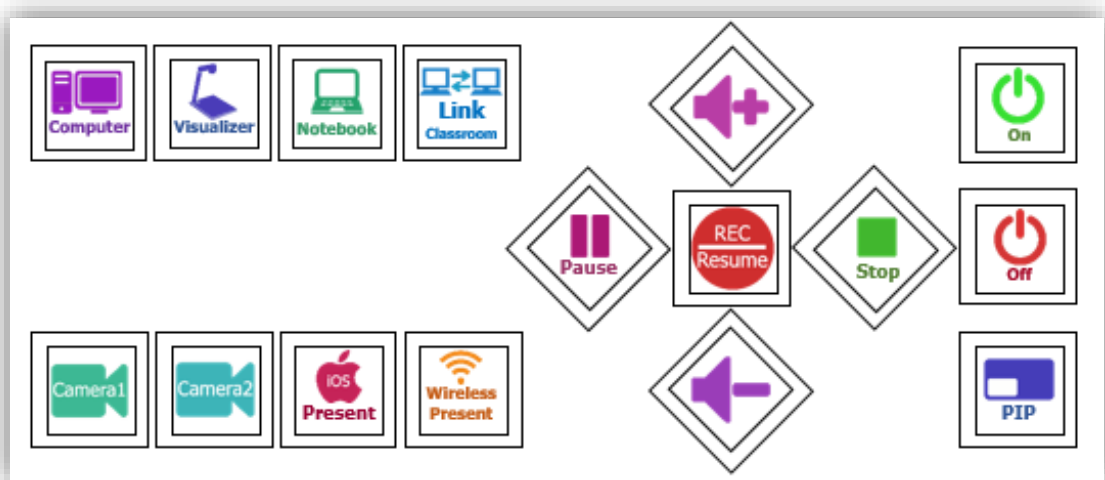 Computer
Visualizer
Notebook
Link
Classroom
On
Pause
REC
Resume
Stop
Off
Camera1
Camera2
iOS
Present
Wireless
Present
PIP